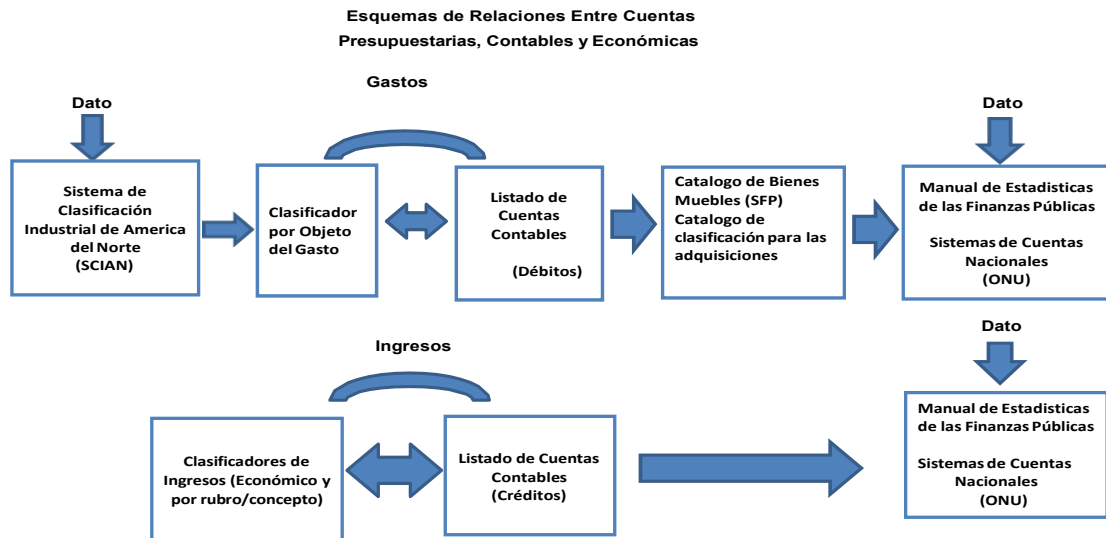 Esquemas de Relaciones Entre Cuentas
Presupuestarias, Contables y Económicas
Gastos
Dato
Dato
Sistema de
Clasificación
Industrial de America
del Norte
(SCIAN)
Clasificador
por Objeto
del Gasto
Listado de
Cuentas
Contables
(Débitos)
Catalogo de Bienes
Muebles (SFP)
Catalogo de
clasificación para las
adquisiciones
Manual de Estadisticas
de las Finanzas Públicas
Sistemas de Cuentas
Nacionales
(ONU)
Dato
Ingresos
Clasificadores de
Ingresos (Económico y
por rubro/concepto)
Listado de Cuentas
Contables
(Créditos)
Manual de Estadisticas
de las Finanzas Públicas
Sistemas de Cuentas
Nacionales
(ONU)